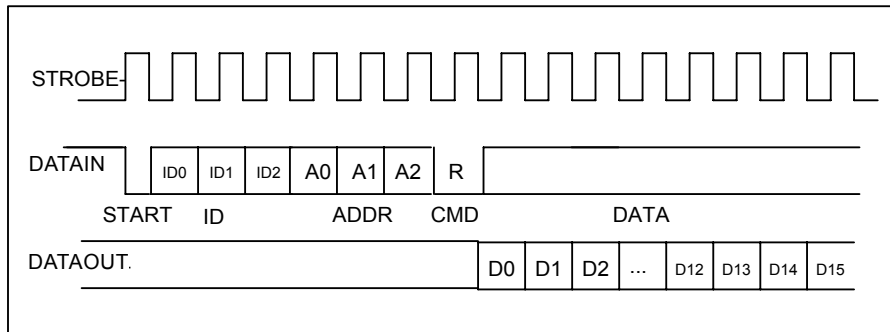 STROBE
DATAIN ID0 ID1 ID2 A0 A1 A2 R
START ID ADDR CMD DATA
DATAOUT. D0 D1 D2 ... D12 D13 D14 D15